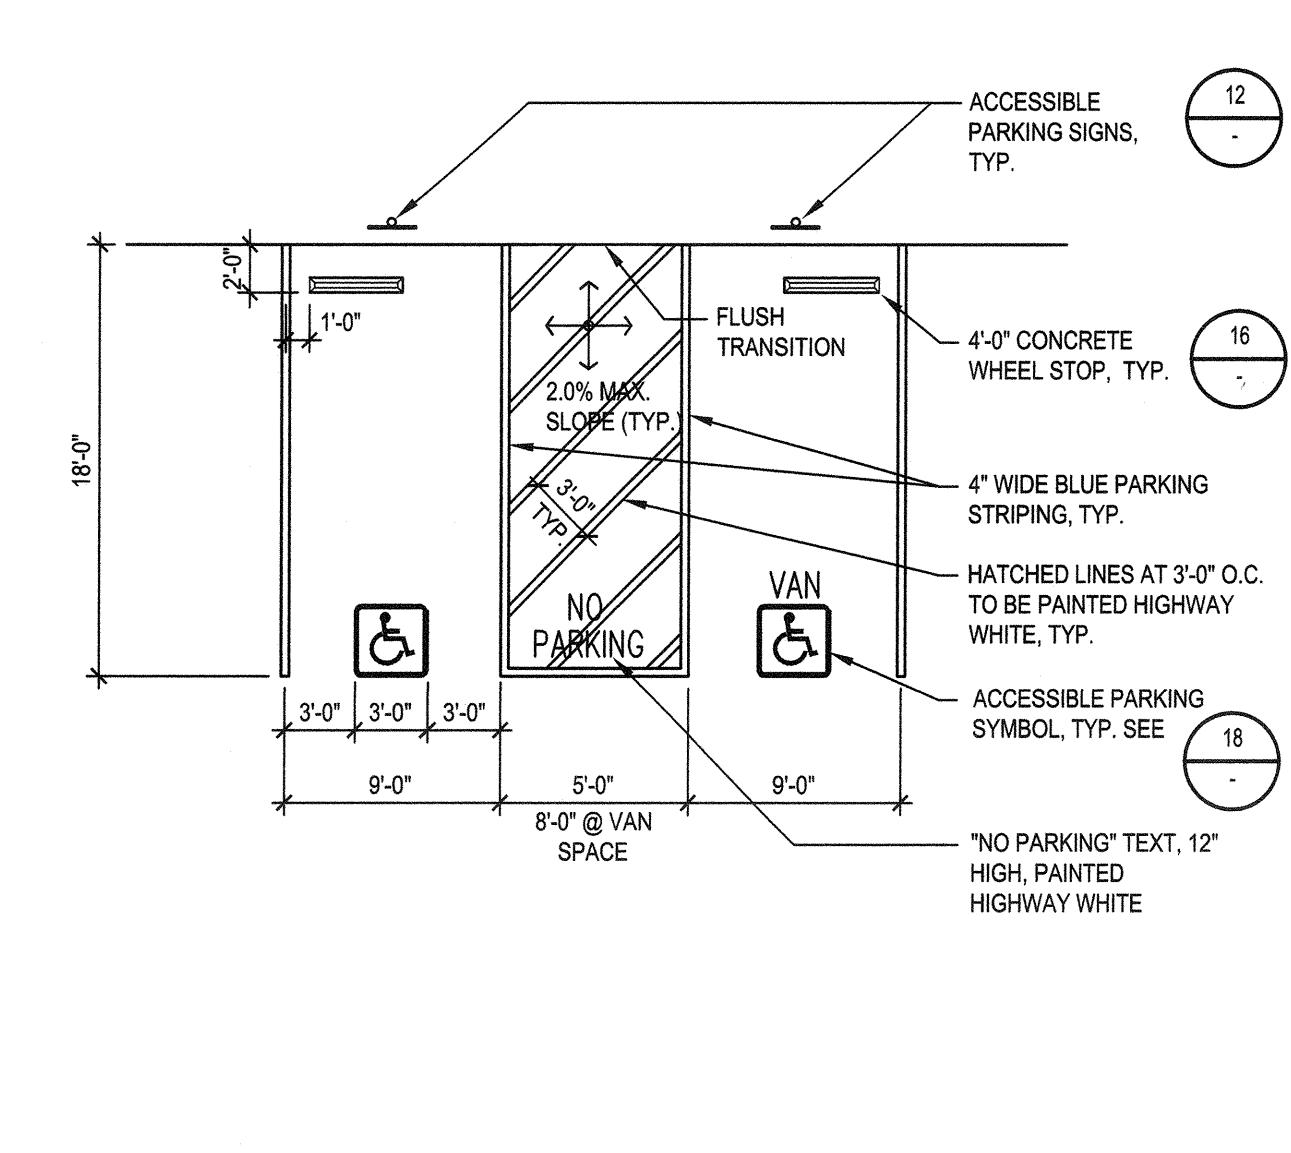 ACCESSIBLE
PARKING SIGNS,
TYP.
12
-
2'-0"
1'-0"
FLUSH
TRANSITION
4'-0" CONCRETE
WHEEL STOP, TYP.
16
-
2.0% MAX.
SLOPE (TYP.)
18'-0"
3'-0"
TYP.
4" WIDE BLUE PARKING
STRIPING, TYP.
HATCHED LINES AT 3'-0" O.C.
TO BE PAINTED HIGHWAY
WHITE, TYP.
NO
PARKING
VAN
ACCESSIBLE PARKING
SYMBOL, TYP. SEE
18
-
3'-0" 3'-0" 3'-0"
9'-0" 5'-0" 9'-0"
8'-0" @ VAN
SPACE
"NO PARKING" TEXT, 12"
HIGH, PAINTED
HIGHWAY WHITE